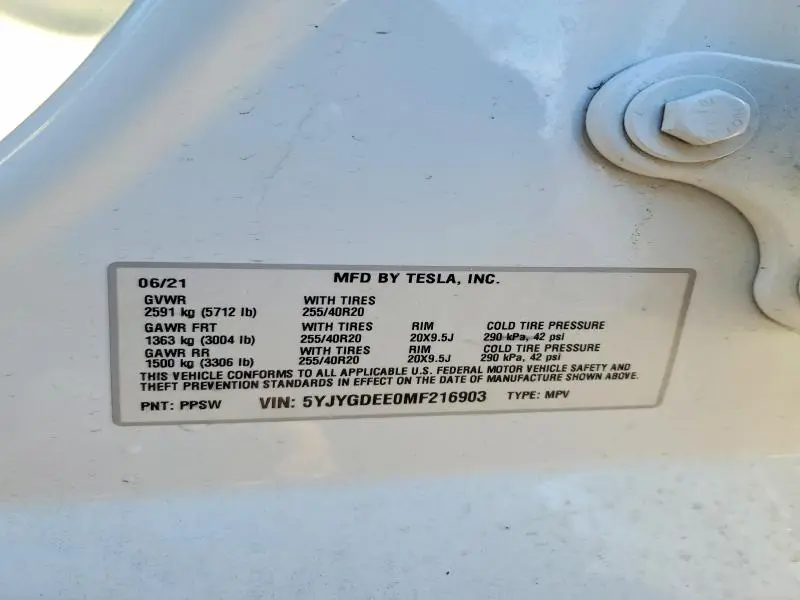 06/21 MFD BY TESLA, INC.
GVWR WITH TIRES
2591 kg (5712 lb) 255/40R20
GAWR FRT WITH TIRES RIM COLD TIRE PRESSURE
1363 kg (3004 lb) 255/40R20 20X9.5J 290 kPa, 42 psi
GAWR RR WITH TIRES RIM COLD TIRE PRESSURE
1500 kg (3306 lb) 255/40R20 20X9.5J 290 kPa, 42 psi
THIS VEHICLE CONFORMS TO ALL APPLICABLE U.S. FEDERAL MOTOR VEHICLE SAFETY AND
THEFT PREVENTION STANDARDS IN EFFECT ON THE DATE OF MANUFACTURE SHOWN ABOVE.
PNT: PPSW VIN: 5YJYGDEE0MF216903 TYPE: MPV